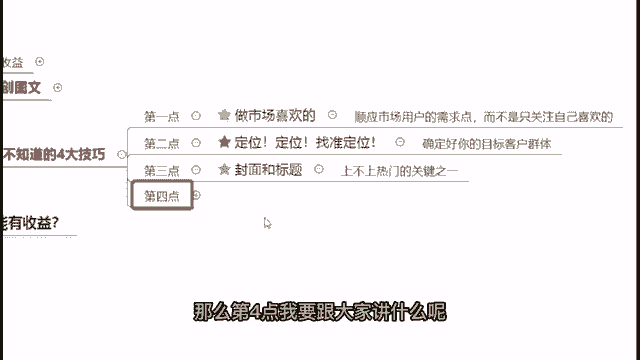 收益
创图文
不知道的4大技巧
第一点 做市场喜欢的 顺应市场用户的需求点，而不是只关注自己喜欢的
第二点 定位！定位！找准定位！ 确定好你的目标客户群体
第三点 封面和标题 上不上热门的关键之一
第四点
能有收益？
那么第4点我要跟大家讲什么呢